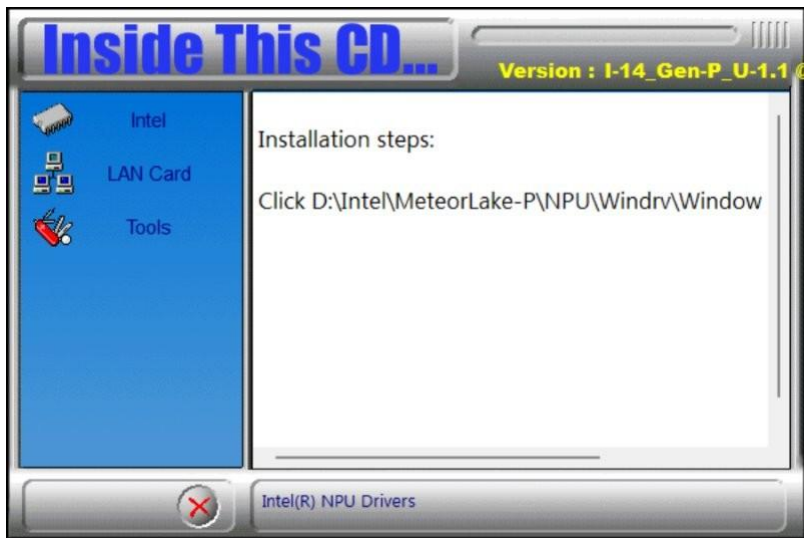 Inside This CD...
Version : I-14_Gen-P_U-1.1
Intel
LAN Card
Tools
Installation steps:
Click D:\Intel\MeteorLake-P\NPU\Windrv\Window
Intel(R) NPU Drivers